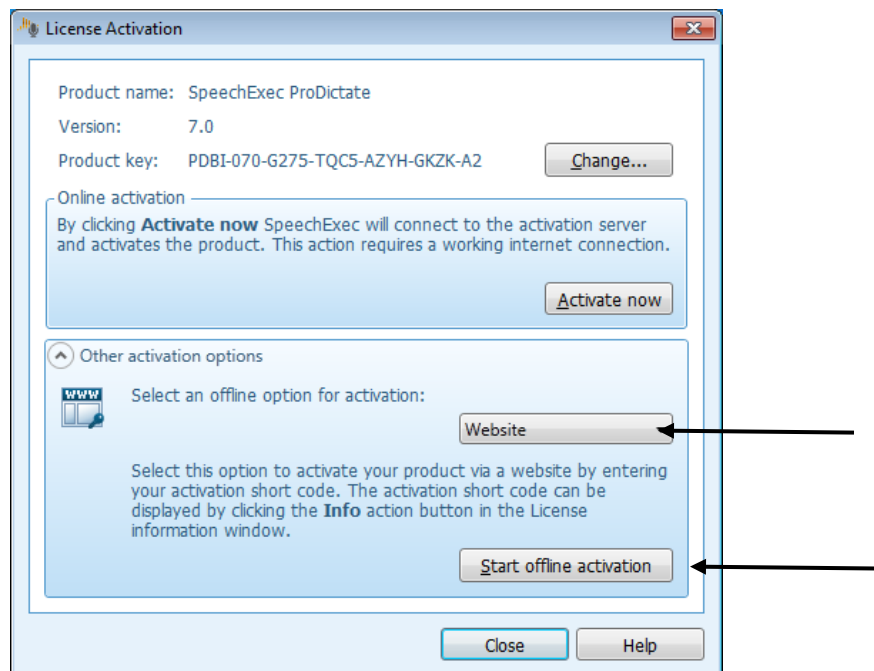 License Activation
Product name: SpeechExec ProDictate
Version: 7.0
Product key: PDBI-070-G275-TQC5-AZYH-GKZK-A2 Change...
Online activation
By clicking Activate now SpeechExec will connect to the activation server
and activates the product. This action requires a working internet connection.
Activate now
Other activation options
WWW
Select an offline option for activation:
Website
Select this option to activate your product via a website by entering
your activation short code. The activation short code can be
displayed by clicking the Info action button in the License
information window.
Start offline activation
Close Help